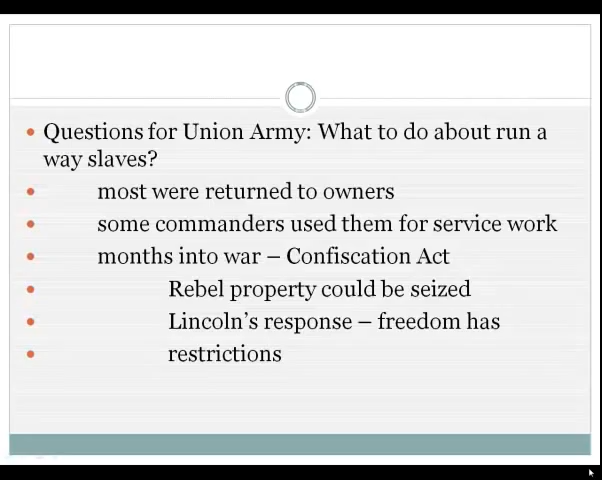 • Questions for Union Army: What to do about run a
way slaves?
• most were returned to owners
• some commanders used them for service work
• months into war – Confiscation Act
• Rebel property could be seized
• Lincoln's response – freedom has
• restrictions